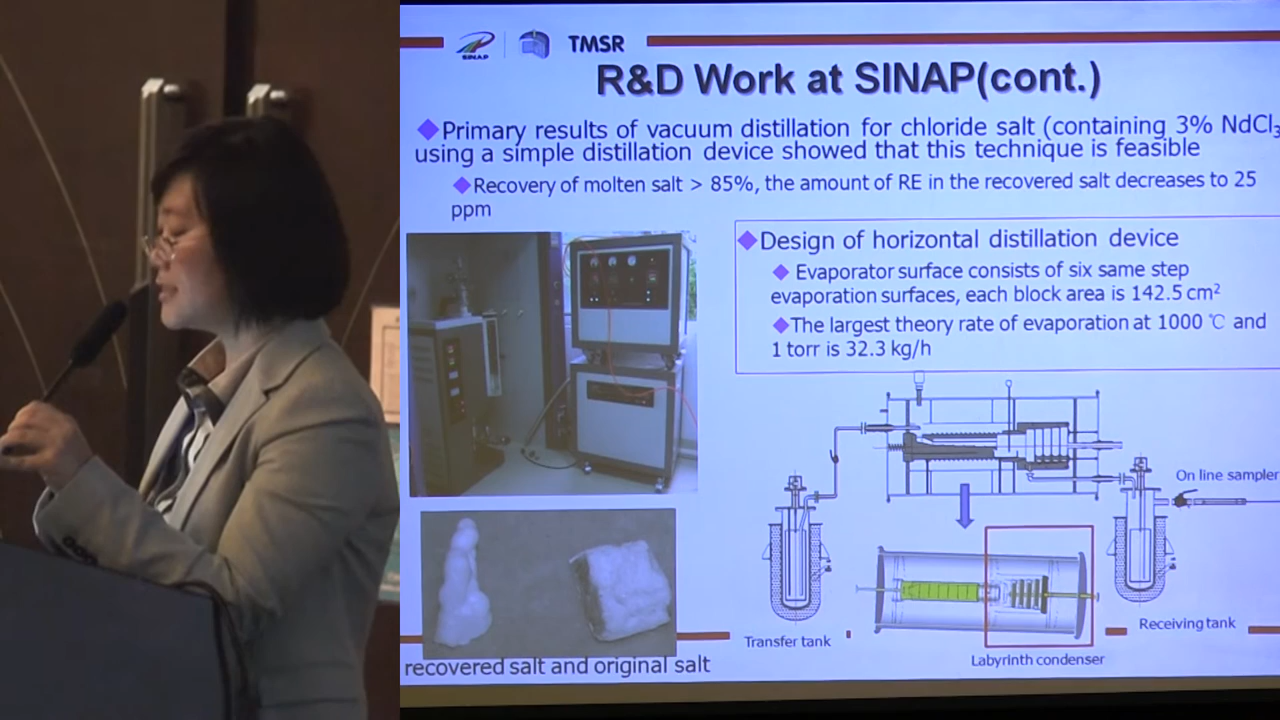 SINAP
TMSR
R&D Work at SINAP(cont.)
Primary results of vacuum distillation for chloride salt (containing 3% NdCl
using a simple distillation device showed that this technique is feasible
Recovery of molten salt > 85%, the amount of RE in the recovered salt decreases to 25
ppm
Design of horizontal distillation device
Evaporator surface consists of six same step
evaporation surfaces, each block area is 142.5 cm²
The largest theory rate of evaporation at 1000 ℃ and
1 torr is 32.3 kg/h
On line sampler
Transfer tank
Receiving tank
Labyrinth condenser
recovered salt and original salt